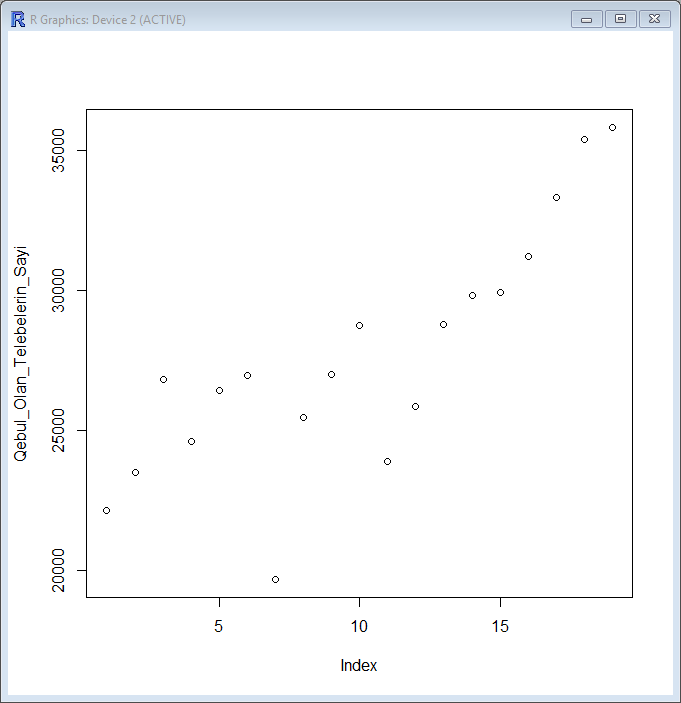 R Graphics: Device 2 (ACTIVE)
Qebul_Olan_Telebelerin_Sayi
35000
30000
25000
20000
5 10 15
Index